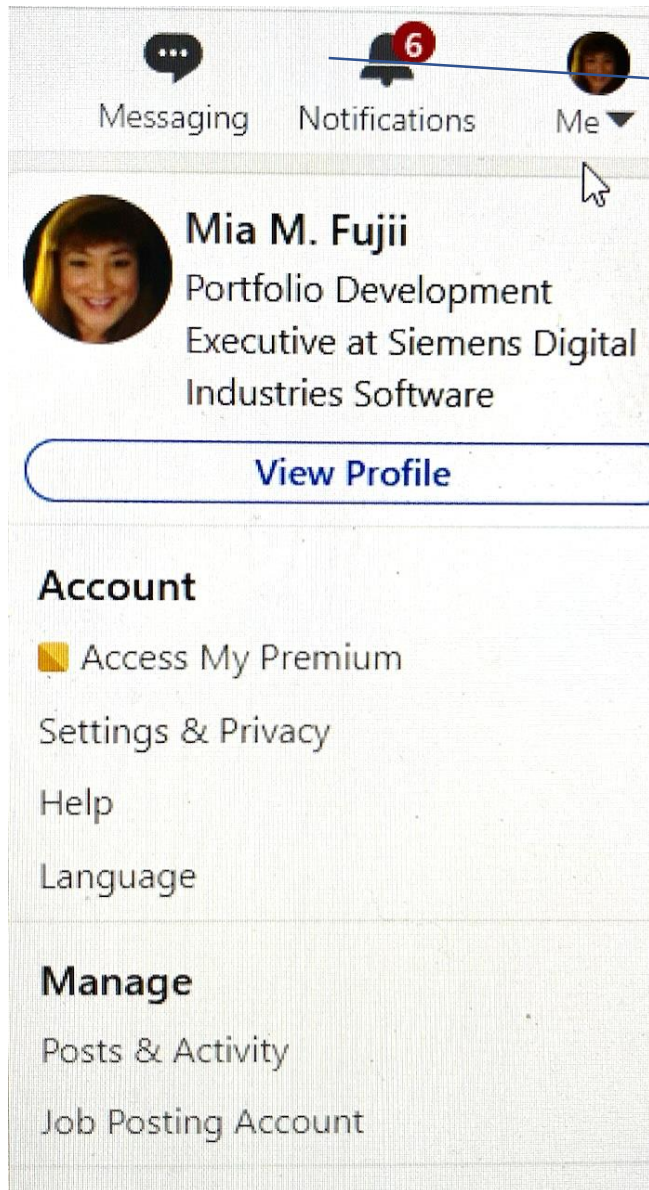 6
Messaging Notifications Me
Mia M. Fujii
Portfolio Development
Executive at Siemens Digital
Industries Software
View Profile
Account
Access My Premium
Settings & Privacy
Help
Language
Manage
Posts & Activity
Job Posting Account